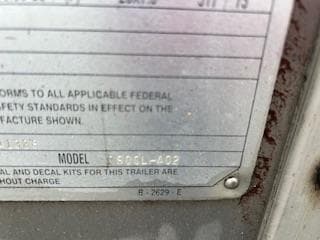 ORMS TO ALL APPLICABLE FEDERAL
AFETY STANDARDS IN EFFECT ON THE
FACTURE SHOWN.
MODEL
AL AND DECAL KITS FOR THIS TRAILER ARE
HOUT CHARGE
B-2629-E